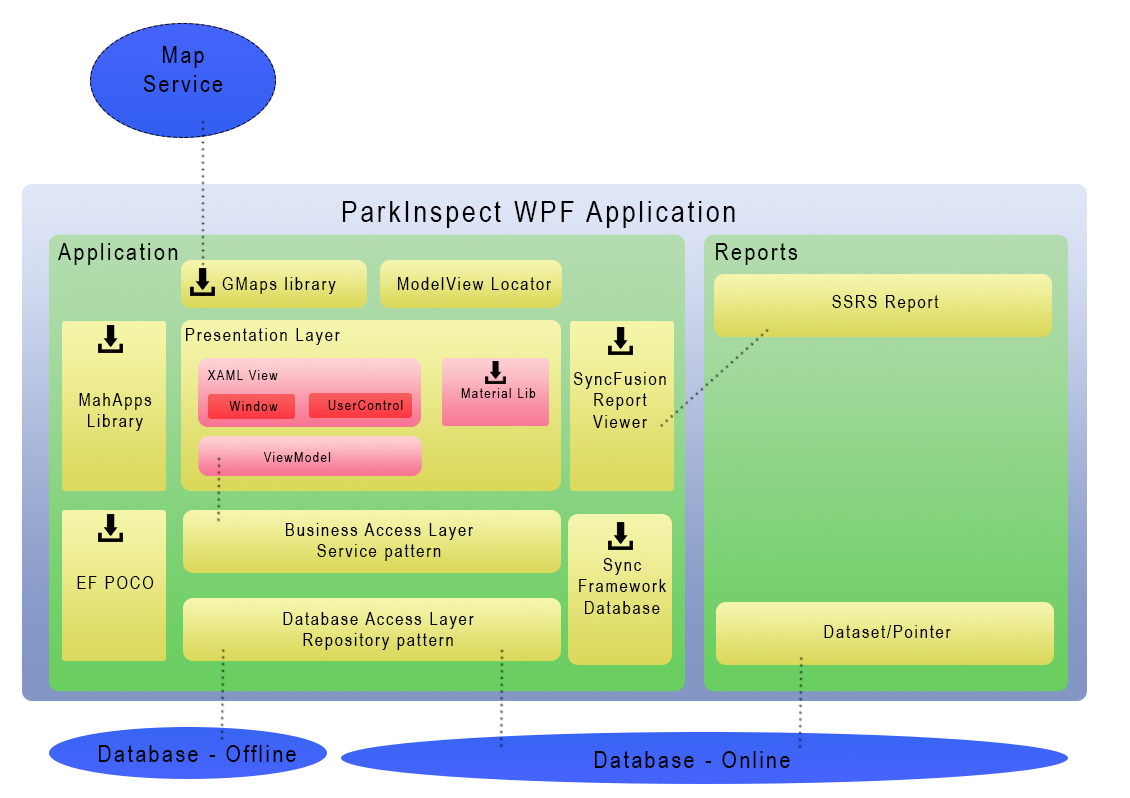 Map
Service
ParkInspect WPF Application
Application
GMaps library
ModelView Locator
MahApps
Library
Presentation Layer
XAML View
Window
UserControl
Material Lib
ViewModel
SyncFusion
Report
Viewer
EF POCO
Business Access Layer
Service pattern
Database Access Layer
Repository pattern
Sync
Framework
Database
Reports
SSRS Report
Dataset/Pointer
Database - Offline
Database - Online